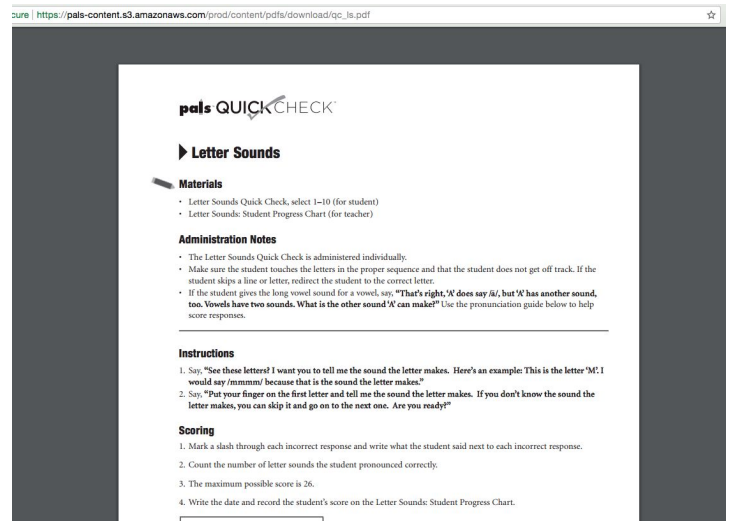 cure | https://pals-content.s3.amazonaws.com/prod/content/pdfs/download/qc_ls.pdf
pals QUICKCHECK
Letter Sounds
Materials
• Letter Sounds Quick Check, select 1–10 (for student)
• Letter Sounds: Student Progress Chart (for teacher)
Administration Notes
• The Letter Sounds Quick Check is administered individually.
• Make sure the student touches the letters in the proper sequence and that the student does not get off track. If the
student skips a line or letter, redirect the student to the correct letter.
• If the student gives the long vowel sound for a vowel, say, “That’s right, ‘A’ does say /ā/, but ‘A’ has another sound,
too. Vowels have two sounds. What is the other sound ‘A’ can make?” Use the pronunciation guide below to help
score responses.
Instructions
1. Say, “See these letters? I want you to tell me the sound the letter makes. Here’s an example: This is the letter ‘M’. I
would say /mmmm/ because that is the sound the letter makes.”
2. Say, “Put your finger on the first letter and tell me the sound the letter makes. If you don’t know the sound the
letter makes, you can skip it and go on to the next one. Are you ready?”
Scoring
1. Mark a slash through each incorrect response and write what the student said next to each incorrect response.
2. Count the number of letter sounds the student pronounced correctly.
3. The maximum possible score is 26.
4. Write the date and record the student’s score on the Letter Sounds: Student Progress Chart.